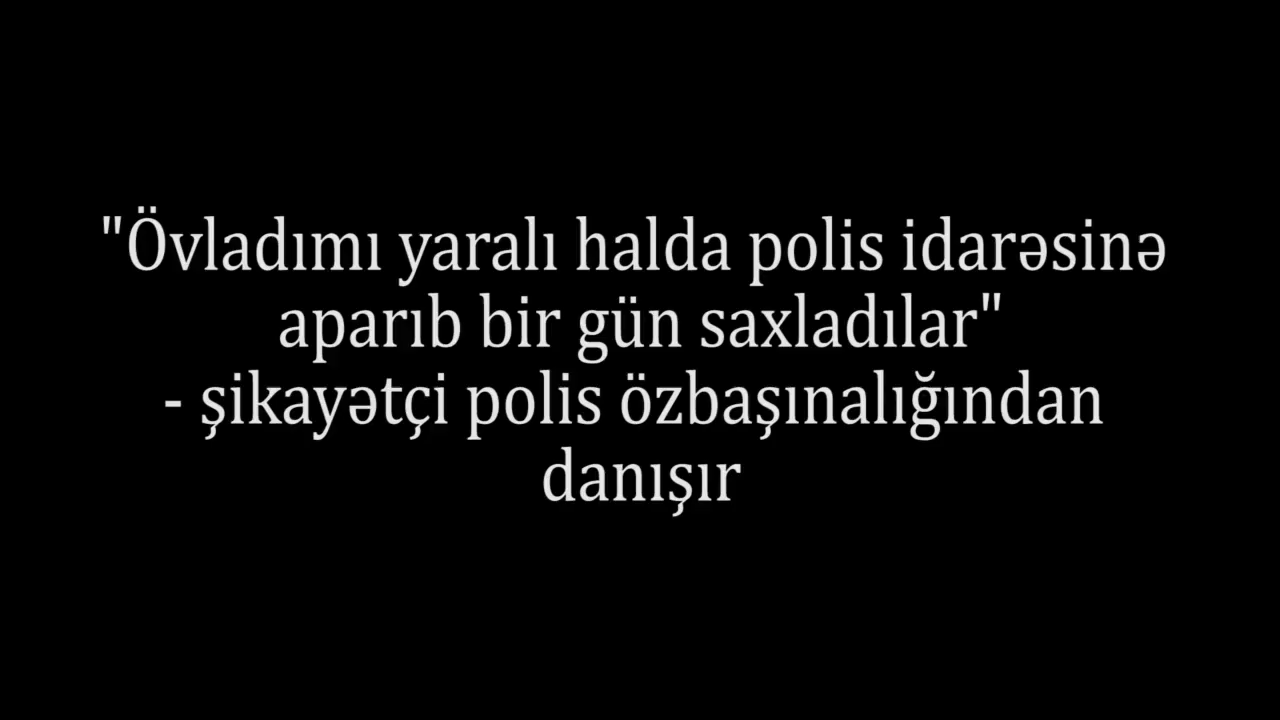 "Övladımı yaralı halda polis idarəsinə
aparıb bir gün saxladılar"
- şikayətçi polis özbaşınalığından
danışır